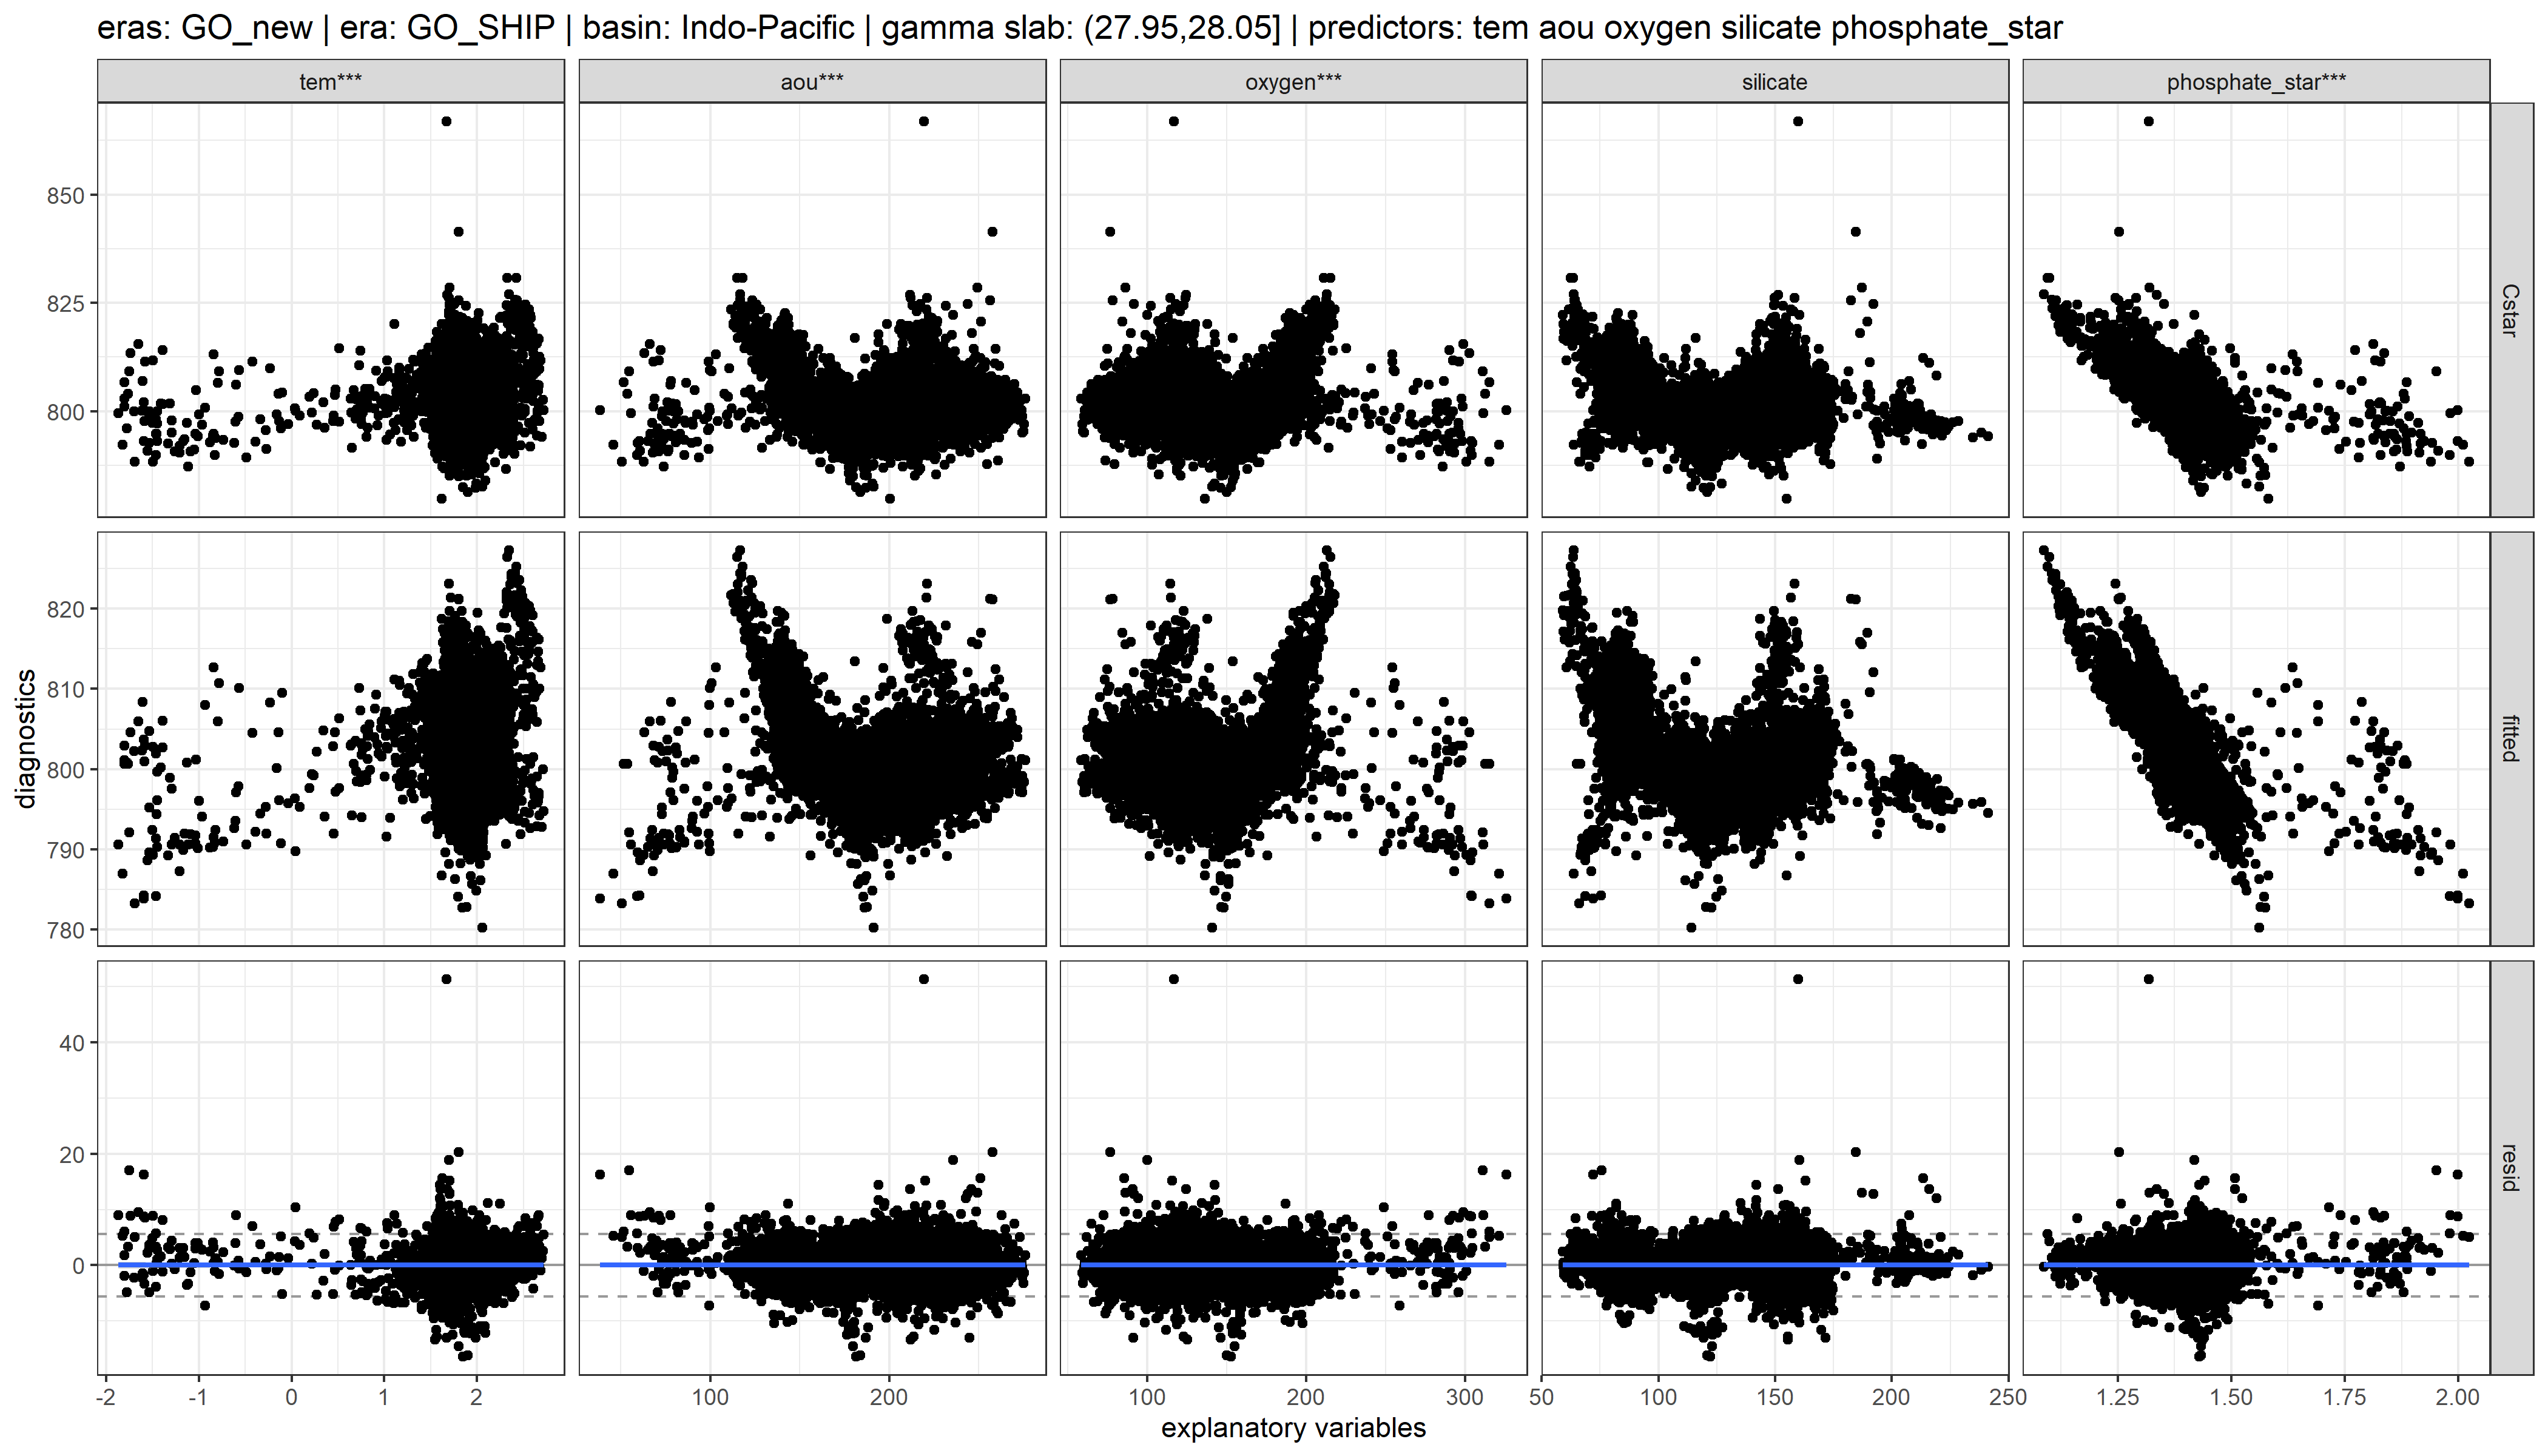 eras: GO_new | era: GO_SHIP | basin: Indo-Pacific | gamma slab: (27.95,28.05] | predictors: tem aou oxygen silicate phosphate_star
tem*** aou*** oxygen*** silicate phosphate_star***
850
825
800
Cstar
820
810
800
790
780
fitted
diagnostics
40
20
0
resid
-2 -1 0 1 2 100 200 100 200 300 50 100 150 200 250 1.25 1.50 1.75 2.00
explanatory variables